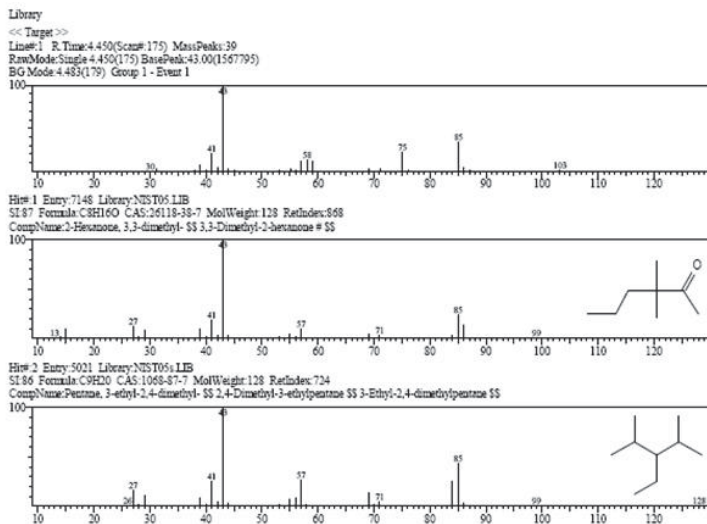 Library
<< Target >>
Line#:1 R.Time:4.450(Scan#:175) MassPeaks:39
RawMode:Single 4.450(175) BasePeak:43.00(1567795)
BG Mode:4.483(179) Group 1 - Event 1
100
43
41
58
75
85
30
103
10 20 30 40 50 60 70 80 90 100 110 120
Hit#:1 Entry:7148 Library:NIST05.LIB
SI:87 Formula:C8H16O CAS:26118-38-7 MolWeight:128 RetIndex:868
CompName:2-Hexanone, 3,3-dimethyl- $$ 3,3-Dimethyl-2-hexanone # $$
100
43
O
85
41
27
57
13
71
99
10 20 30 40 50 60 70 80 90 100 110 120
Hit#:2 Entry:5021 Library:NIST05s.LIB
SI:86 Formula:C9H20 CAS:1068-87-7 MolWeight:128 RetIndex:724
CompName:Pentane, 3-ethyl-2,4-dimethyl- $$ 2,4-Dimethyl-3-ethylpentane $$ 3-Ethyl-2,4-dimethylpentane $$
100
43
85
41
57
27
26
71
99
128
10 20 30 40 50 60 70 80 90 100 110 120